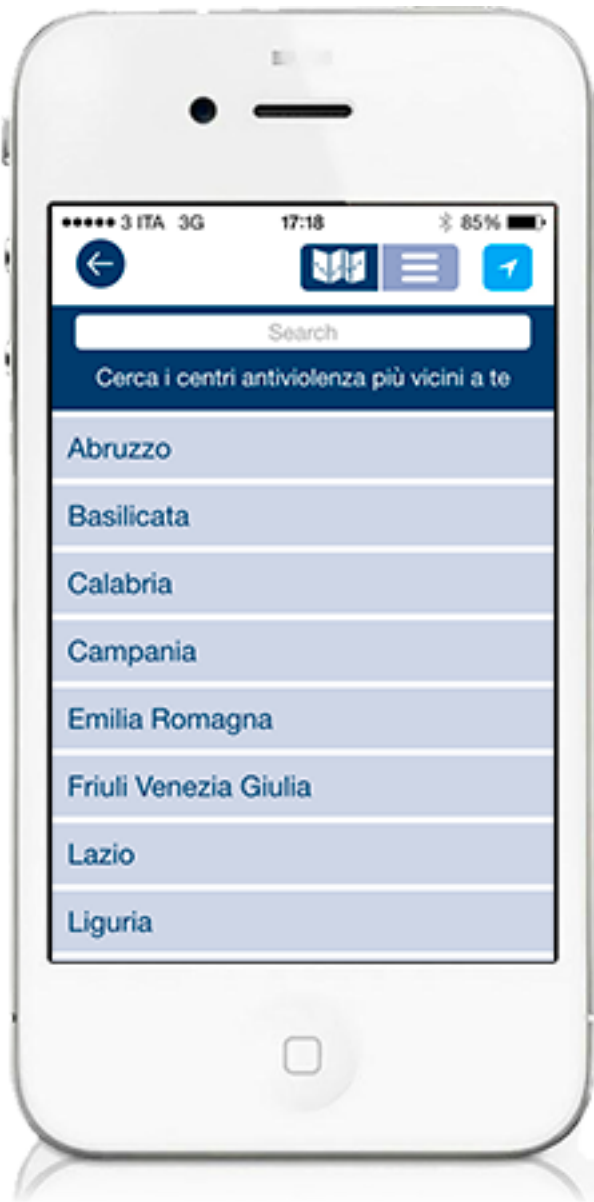 3 ITA 3G 17:18 85%
Search
Cerca i centri antiviolenza più vicini a te
Abruzzo
Basilicata
Calabria
Campania
Emilia Romagna
Friuli Venezia Giulia
Lazio
Liguria